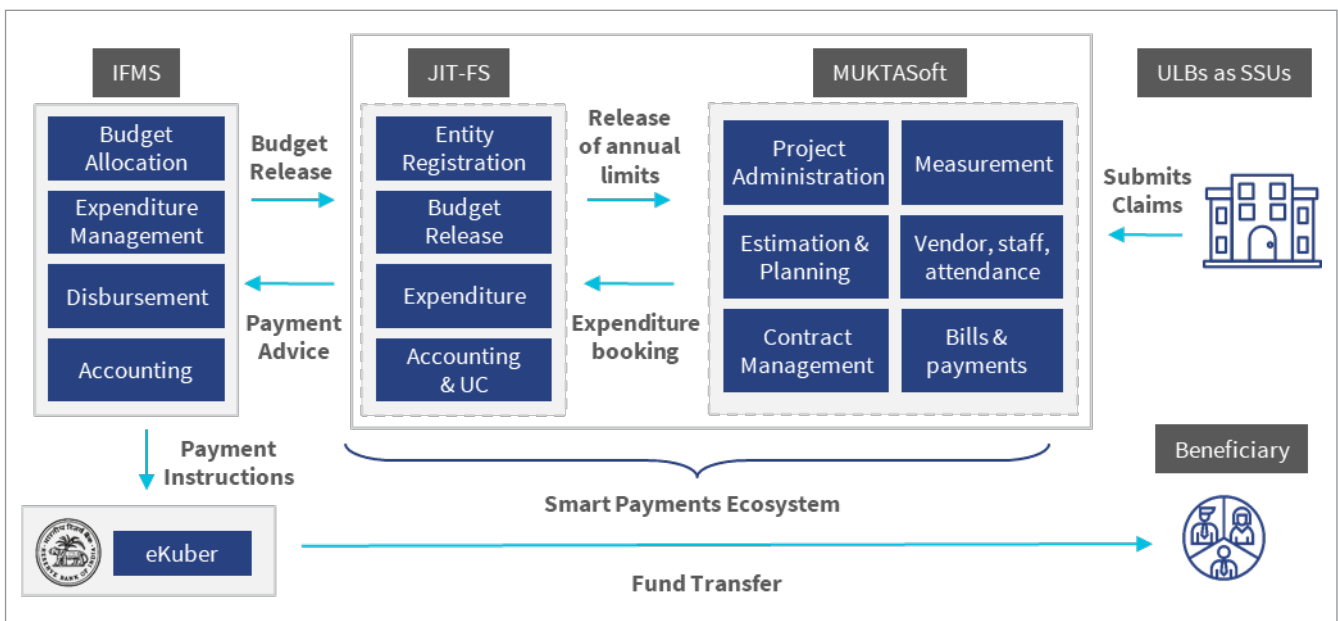 IFMS
JIT-FS
MUKTASoft
ULBs as SSUs
Budget
Allocation
Expenditure
Management
Disbursement
Accounting
Budget
Release
Payment
Advice
Entity
Registration
Budget
Release
Expenditure
Accounting
& UC
Release
of annual
limits
Expenditure
booking
Project
Administration
Measurement
Estimation &
Planning
Vendor, staff,
attendance
Contract
Management
Bills &
payments
Submits
Claims
Payment
Instructions
Smart Payments Ecosystem
Beneficiary
eKuber
Fund Transfer